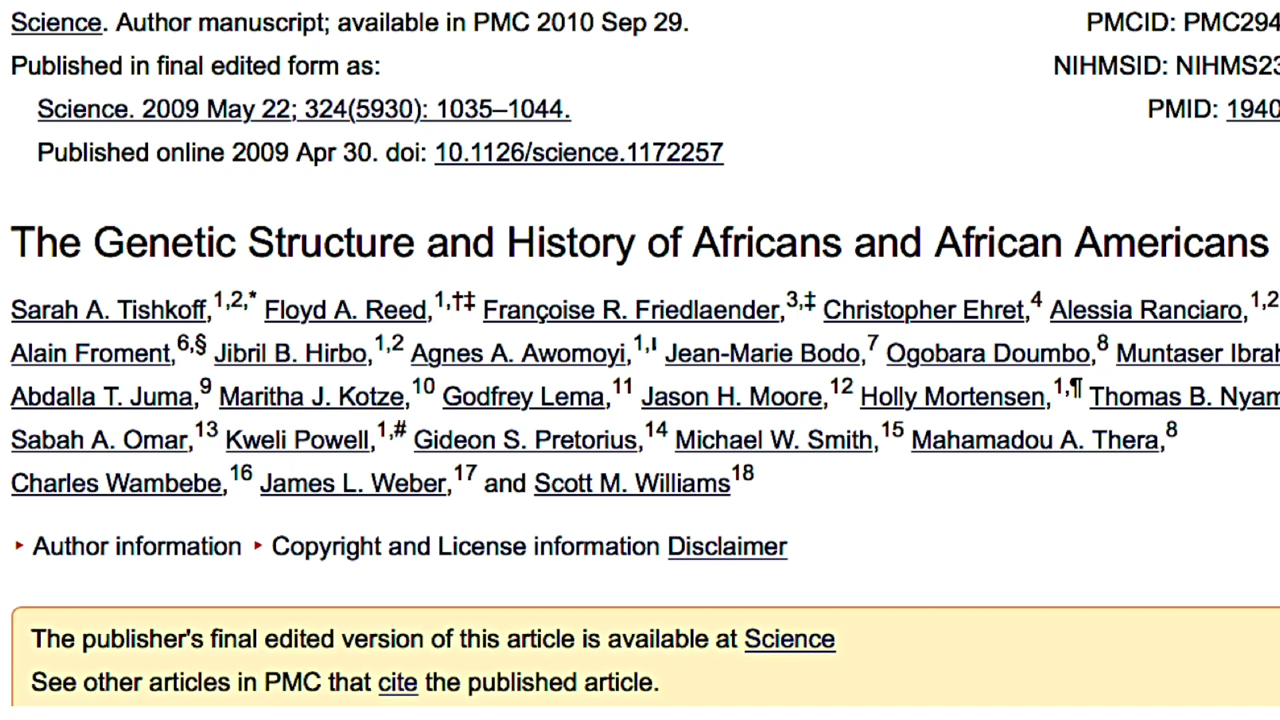 Science. Author manuscript; available in PMC 2010 Sep 29.
PMCID: PMC294
Published in final edited form as:
NIHMSID: NIHMS23
Science. 2009 May 22; 324(5930): 1035–1044.
PMID: 1940
Published online 2009 Apr 30. doi: 10.1126/science.1172257
The Genetic Structure and History of Africans and African Americans
Sarah A. Tishkoff,1,2,* Floyd A. Reed,1,†‡ Françoise R. Friedlaender,3,‡ Christopher Ehret,4 Alessia Ranciaro,1,2
Alain Froment,6,§ Jibril B. Hirbo,1,2 Agnes A. Awomoyi,1,ı Jean-Marie Bodo,7 Ogobara Doumbo,8 Muntaser Ibrah
Abdalla T. Juma,9 Maritha J. Kotze,10 Godfrey Lema,11 Jason H. Moore,12 Holly Mortensen,1,¶ Thomas B. Nyam
Sabah A. Omar,13 Kweli Powell,1,# Gideon S. Pretorius,14 Michael W. Smith,15 Mahamadou A. Thera,8
Charles Wambebe,16 James L. Weber,17 and Scott M. Williams18
‣ Author information ‣ Copyright and License information Disclaimer
The publisher's final edited version of this article is available at Science
See other articles in PMC that cite the published article.